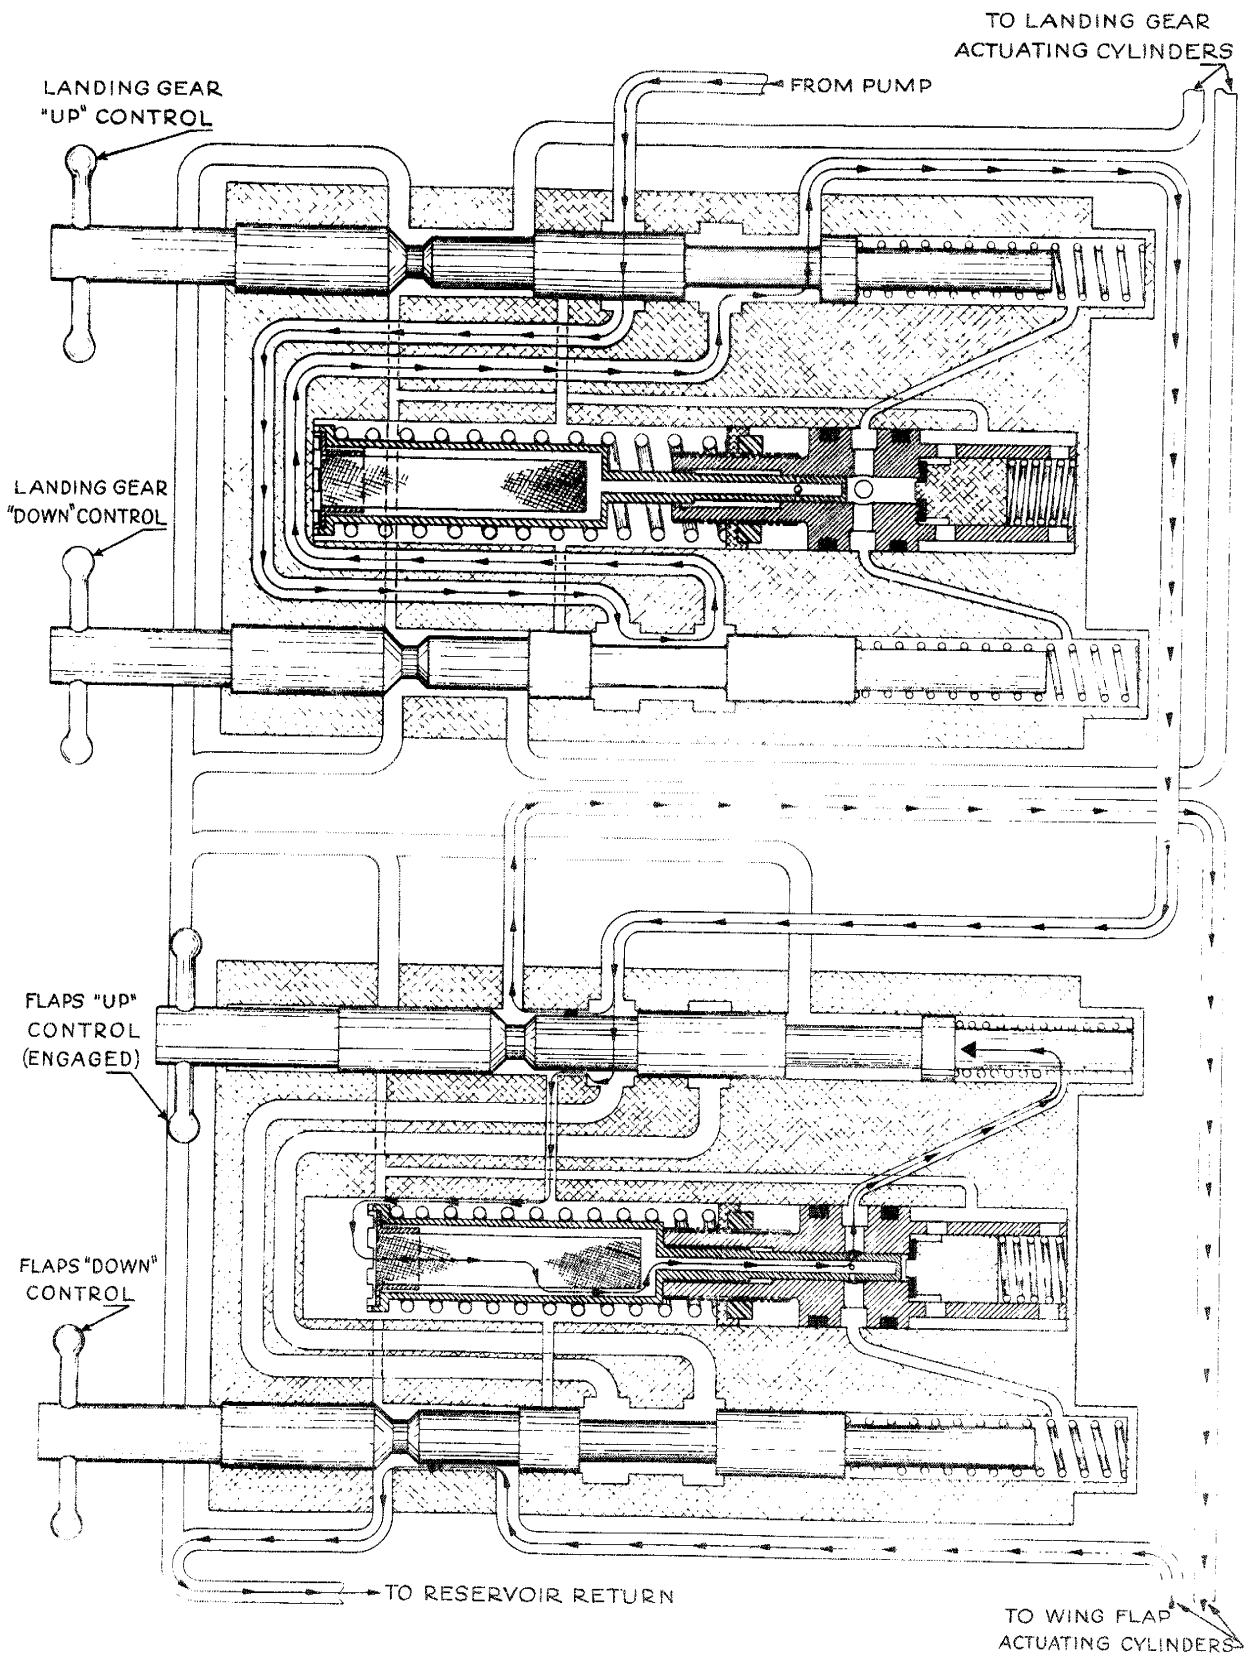 TO LANDING GEAR
ACTUATING CYLINDERS
LANDING GEAR
"UP" CONTROL
FROM PUMP
LANDING GEAR
"DOWN" CONTROL
FLAPS "UP"
CONTROL
(ENGAGED)
FLAPS "DOWN"
CONTROL
TO RESERVOIR RETURN
TO WING FLAP
ACTUATING CYLINDERS